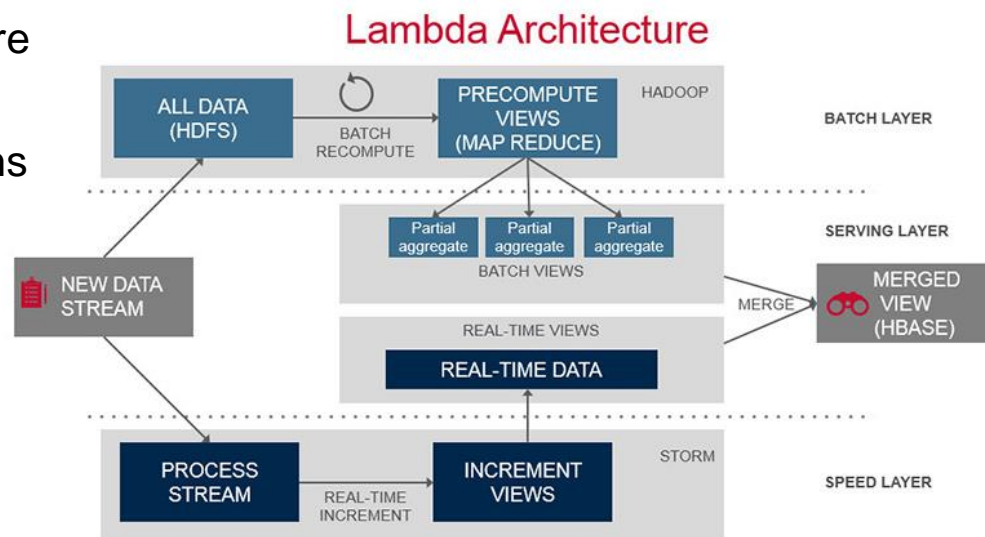 re
ns
Lambda Architecture
ALL DATA
(HDFS)
BATCH
RECOMPUTE
PRECOMPUTE
VIEWS
(MAP REDUCE)
HADOOP
BATCH LAYER
Partial
aggregate
Partial
aggregate
Partial
aggregate
BATCH VIEWS
SERVING LAYER
NEW DATA
STREAM
MERGE
MERGED
VIEW
(HBASE)
REAL-TIME VIEWS
REAL-TIME DATA
PROCESS
STREAM
REAL-TIME
INCREMENT
INCREMENT
VIEWS
STORM
SPEED LAYER